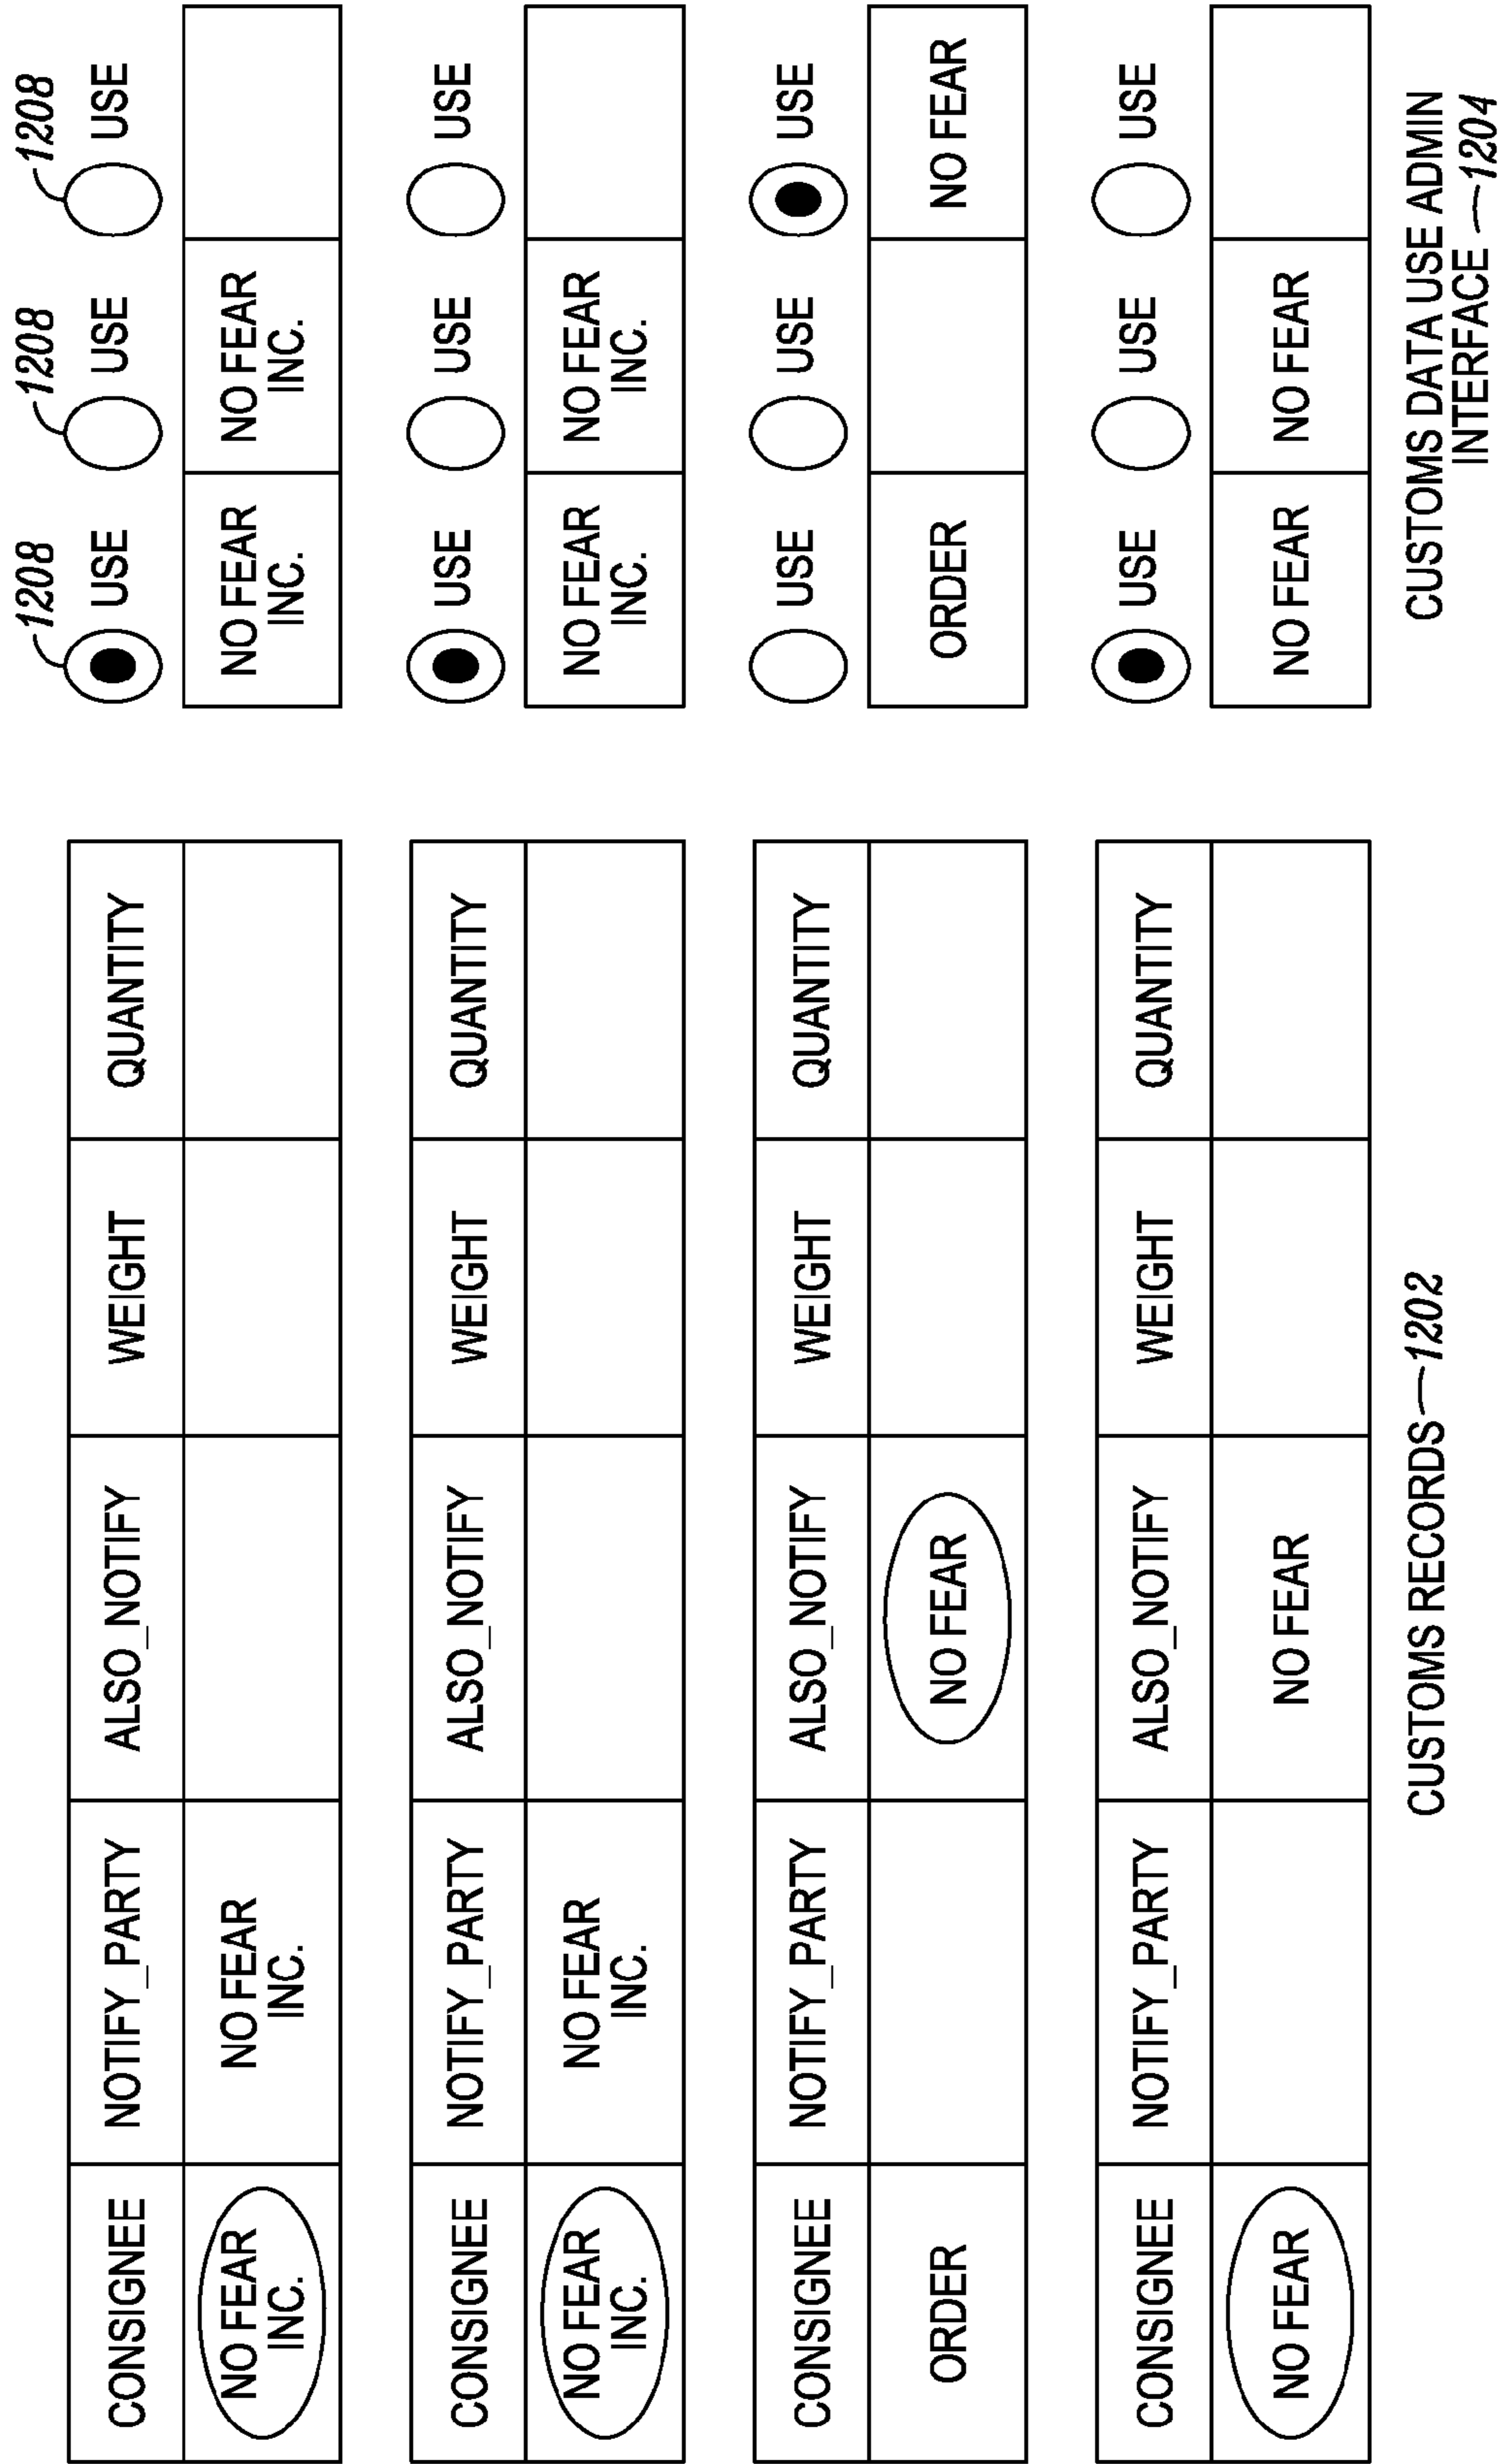 1208 1208 1208
CONSIGNEE NOTIFY_PARTY ALSO_NOTIFY WEIGHT QUANTITY USE USE USE
NO FEAR NO FEAR NO FEAR NO FEAR
INC. INC. INC. INC.
CONSIGNEE NOTIFY_PARTY ALSO_NOTIFY WEIGHT QUANTITY USE USE USE
NO FEAR NO FEAR NO FEAR NO FEAR
INC. INC. INC. INC.
CONSIGNEE NOTIFY_PARTY ALSO_NOTIFY WEIGHT QUANTITY USE USE USE
ORDER NO FEAR ORDER NO FEAR
CONSIGNEE NOTIFY_PARTY ALSO_NOTIFY WEIGHT QUANTITY USE USE USE
NO FEAR NO FEAR NO FEAR NO FEAR
CUSTOMS RECORDS 1202 CUSTOMS DATA USE ADMIN
INTERFACE 1204